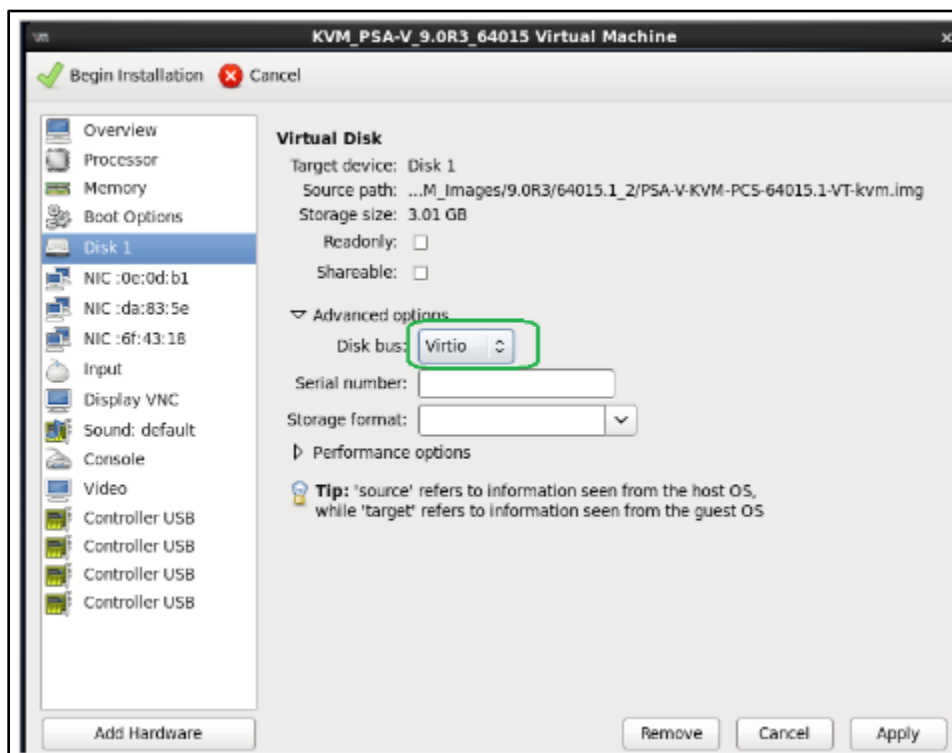 KVM_PSA-V_9.0R3_64015 Virtual Machine
Begin Installation Cancel
Overview
Processor
Memory
Boot Options
Disk 1
NIC :0e:0d:b1
NIC :da:83:5e
NIC :6f:43:18
Input
Display VNC
Sound: default
Console
Video
Controller USB
Controller USB
Controller USB
Controller USB
Add Hardware
Virtual Disk
Target device: Disk 1
Source path: ...M_Images/9.0R3/64015.1_2/PSA-V-KVM-PCS-64015.1-VT-kvm.img
Storage size: 3.01 GB
Readonly:
Shareable:
Advanced options
Disk bus: Virtio
Serial number:
Storage format:
Performance options
Tip: 'source' refers to information seen from the host OS,
while 'target' refers to information seen from the guest OS
Remove Cancel Apply